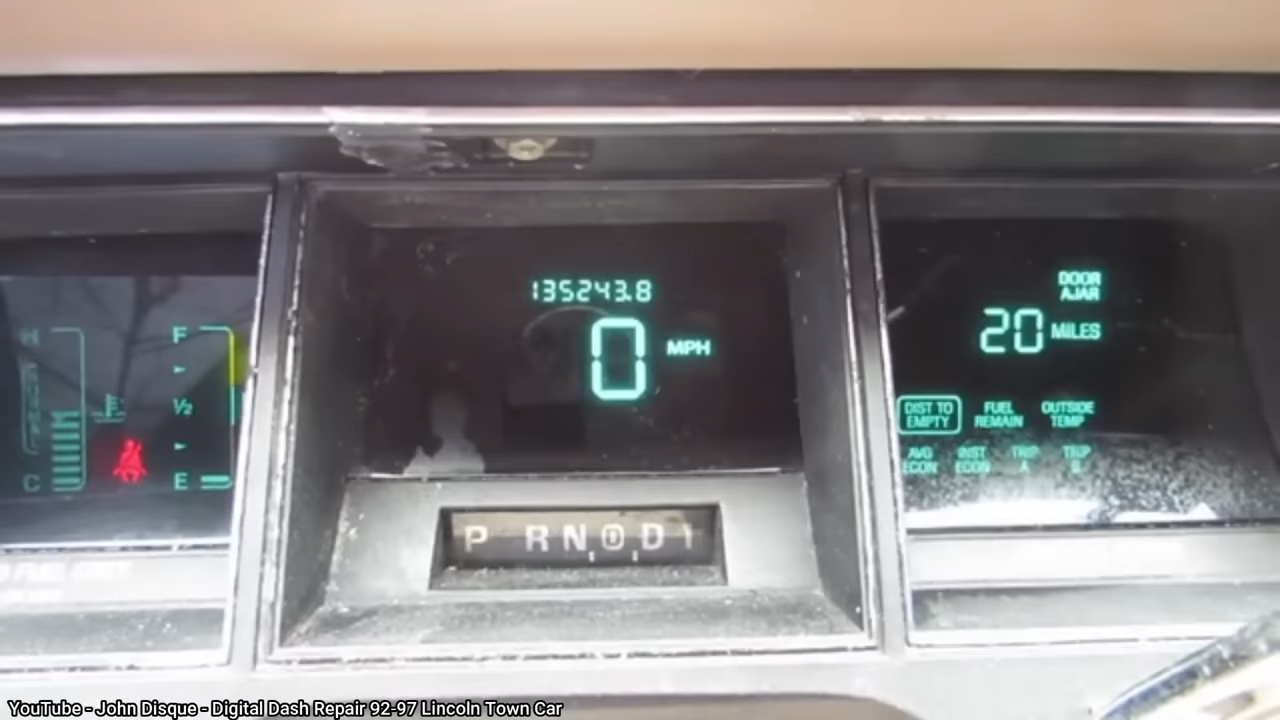 H
C
F
1/2
E
135243.8
0 MPH
P R N D D 1
DOOR
AJAR
20 MILES
DIST TO
EMPTY
FUEL
REMAIN
OUTSIDE
TEMP
AVG
ECON
INST
ECON
TRIP
A
TRIP
B
YouTube - John Disque - Digital Dash Repair 92-97 Lincoln Town Car